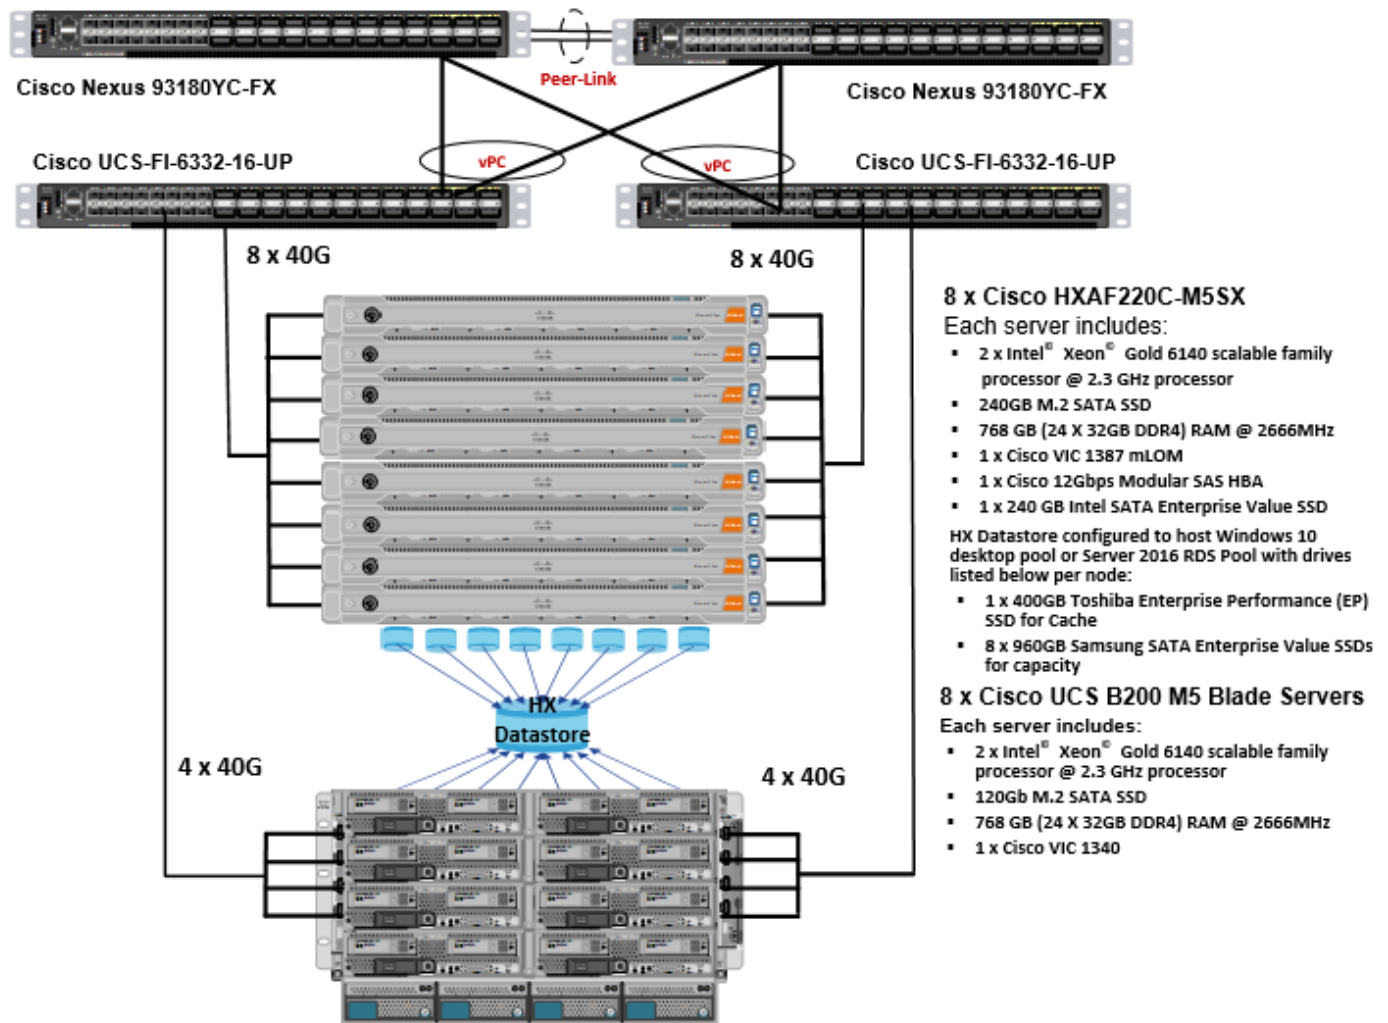 Peer-Link
Cisco Nexus 93180YC-FX
Cisco Nexus 93180YC-FX
Cisco UCS-FI-6332-16-UP
vPC
vPC
Cisco UCS-FI-6332-16-UP
8 x 40G
8 x 40G
8 x Cisco HXAF220C-M5SX
Each server includes:
▪ 2 x Intel® Xeon® Gold 6140 scalable family
processor @ 2.3 GHz processor
▪ 240GB M.2 SATA SSD
▪ 768 GB (24 X 32GB DDR4) RAM @ 2666MHz
▪ 1 x Cisco VIC 1387 mLOM
▪ 1 x Cisco 12Gbps Modular SAS HBA
▪ 1 x 240 GB Intel SATA Enterprise Value SSD
HX Datastore configured to host Windows 10
desktop pool or Server 2016 RDS Pool with drives
listed below per node:
▪ 1 x 400GB Toshiba Enterprise Performance (EP)
SSD for Cache
▪ 8 x 960GB Samsung SATA Enterprise Value SSDs
for capacity
HX
Datastore
4 x 40G
4 x 40G
8 x Cisco UCS B200 M5 Blade Servers
Each server includes:
▪ 2 x Intel® Xeon® Gold 6140 scalable family
processor @ 2.3 GHz processor
▪ 120Gb M.2 SATA SSD
▪ 768 GB (24 X 32GB DDR4) RAM @ 2666MHz
▪ 1 x Cisco VIC 1340